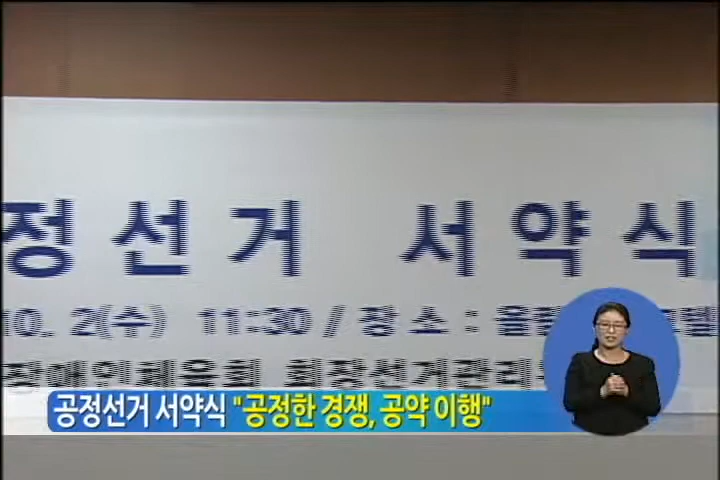 정선거 서약식
10. 2(수) 11:30 / 장소 : 올림
장애인체육회 회장선거관리
공정선거 서약식 "공정한 경쟁, 공약 이행"